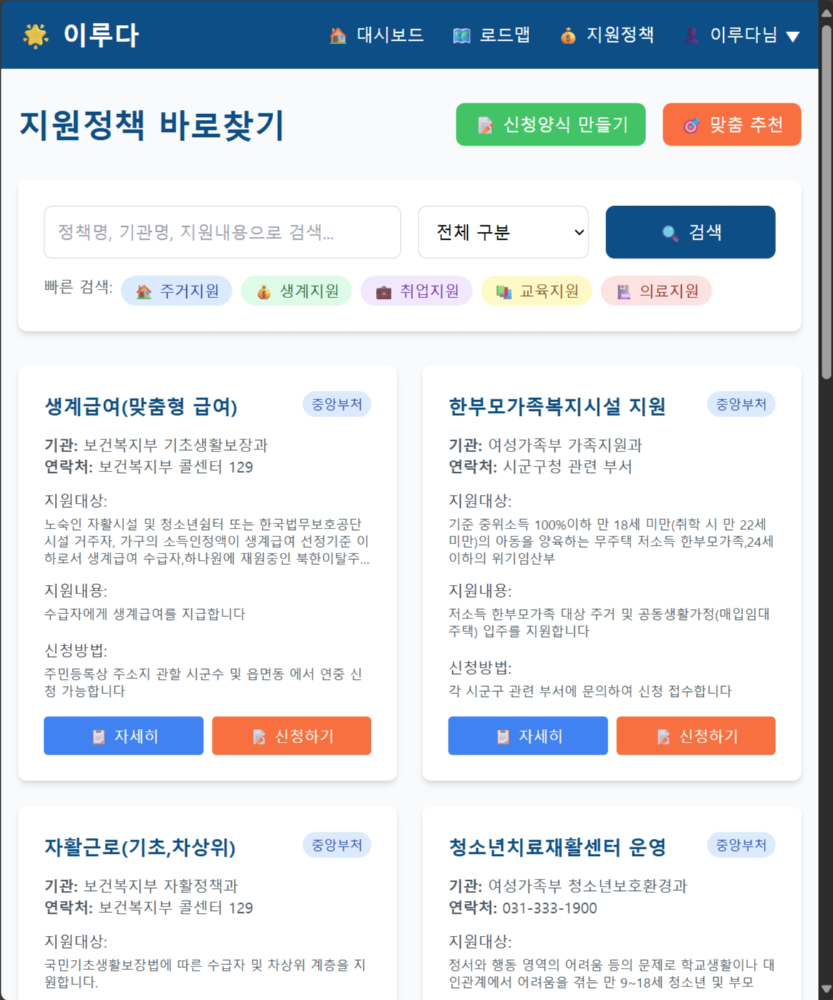 이루다
대시보드 로드맵 지원정책 이루다님 ▼
지원정책 바로찾기
신청양식 만들기 맞춤 추천
정책명, 기관명, 지원내용으로 검색... 전체 구분 검색
빠른 검색: 주거지원 생계지원 취업지원 교육지원 의료지원
생계급여(맞춤형 급여) 중앙부처
기관: 보건복지부 기초생활보장과
연락처: 보건복지부 콜센터 129
지원대상:
노숙인 자활시설 및 청소년쉼터 또는 한국법무보호공단
시설 거주자, 가구의 소득인정액이 생계급여 선정기준 이
하로서 생계급여 수급자,하나원에 재원중인 북한이탈주...
지원내용:
수급자에게 생계급여를 지급합니다
신청방법:
주민등록상 주소지 관할 시군수 및 읍면동 에서 연중 신
청 가능합니다
자세히 신청하기
한부모가족복지시설 지원 중앙부처
기관: 여성가족부 가족지원과
연락처: 시군구청 관련 부서
지원대상:
기준 중위소득 100%이하 만 18세 미만(취학 시 만 22세
미만)의 아동을 양육하는 무주택 저소득 한부모가족,24세
이하의 위기임산부
지원내용:
저소득 한부모가족 대상 주거 및 공동생활가정(매입임대
주택) 입주를 지원합니다
신청방법:
각 시군구 관련 부서에 문의하여 신청 접수합니다
자세히 신청하기
자활근로(기초,차상위) 중앙부처
기관: 보건복지부 자활정책과
연락처: 보건복지부 콜센터 129
지원대상:
국민기초생활보장법에 따른 수급자 및 차상위 계층을 지
원합니다.
청소년치료재활센터 운영 중앙부처
기관: 여성가족부 청소년보호환경과
연락처: 031-333-1900
지원대상:
정서와 행동 영역의 어려움 등의 문제로 학교생활이나 대
인관계에서 어려움을 겪는 만 9~18세 청소년 및 부모